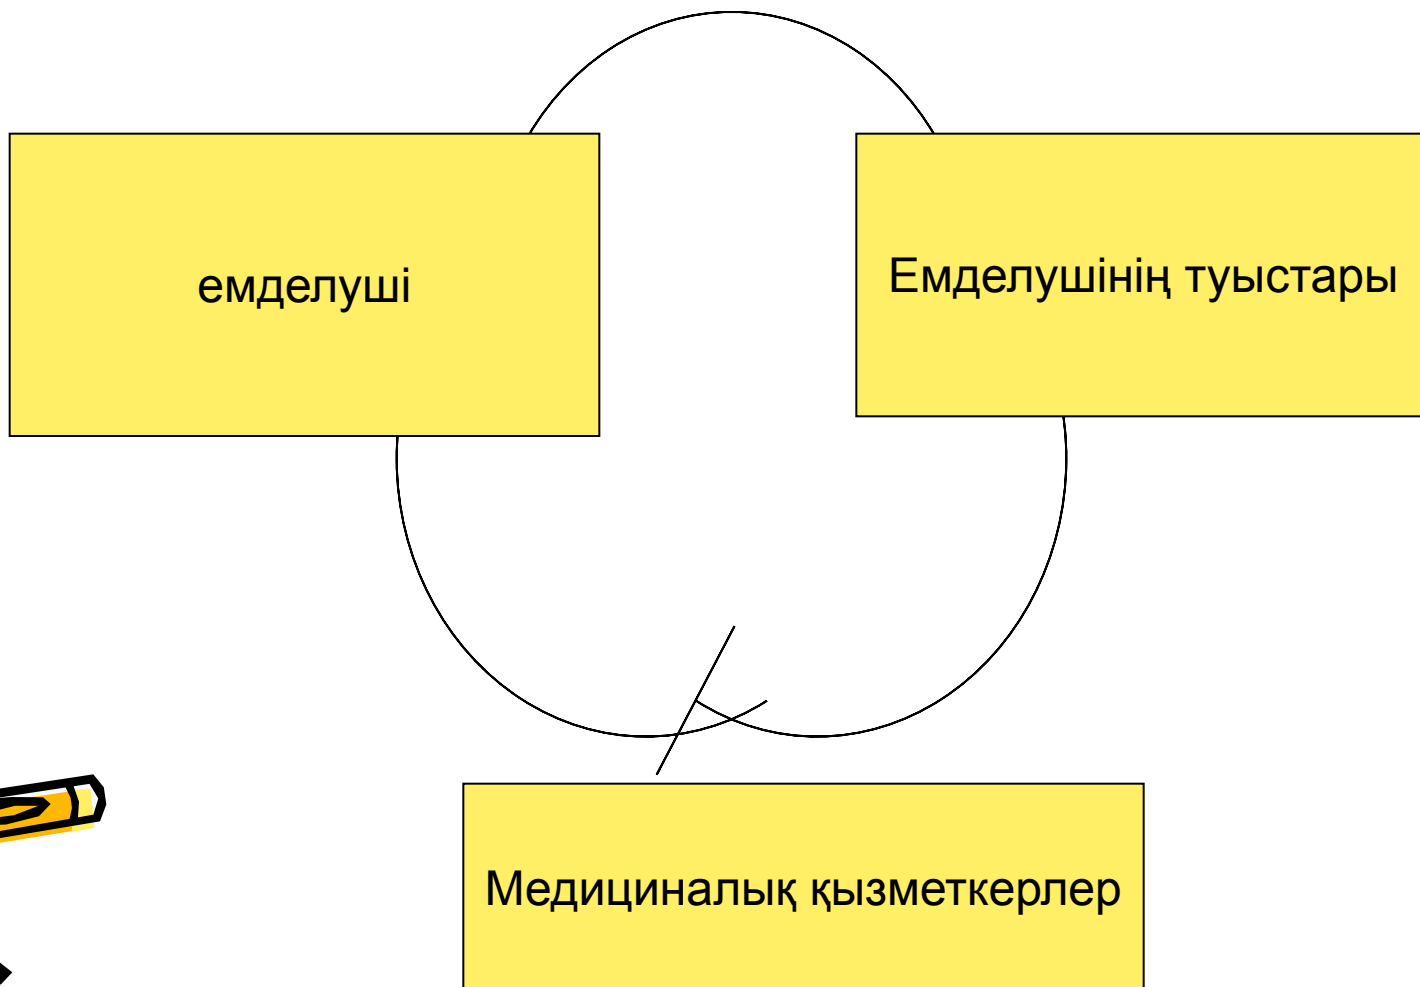 емделуші
Емделушінің туыстары
Медициналық қызметкерлер